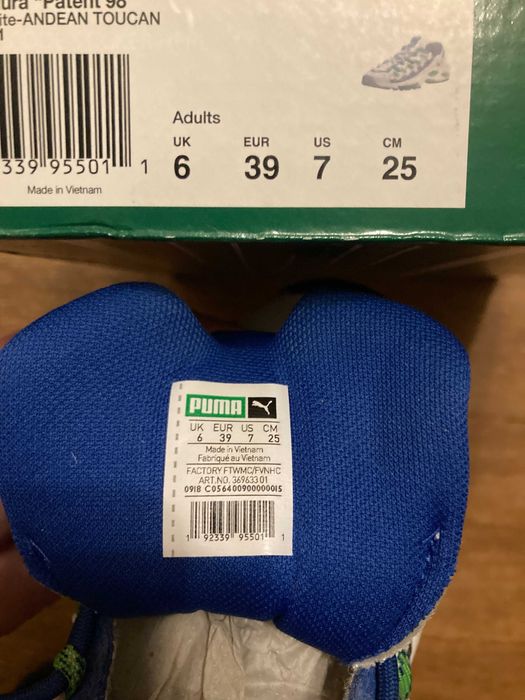 "Patent 98"
ite-ANDEAN TOUCAN
1
Adults
UK EUR US CM
6 39 7 25
339 95501 1
Made in Vietnam
PUMA
UK EUR US CM
6 39 7 25
Made in Vietnam
Fabriqué au Vietnam
FACTORY FTWMC/FVNHC
ART.NO. 369633 01
0918 C0564009000000015
1 92339 95501 1